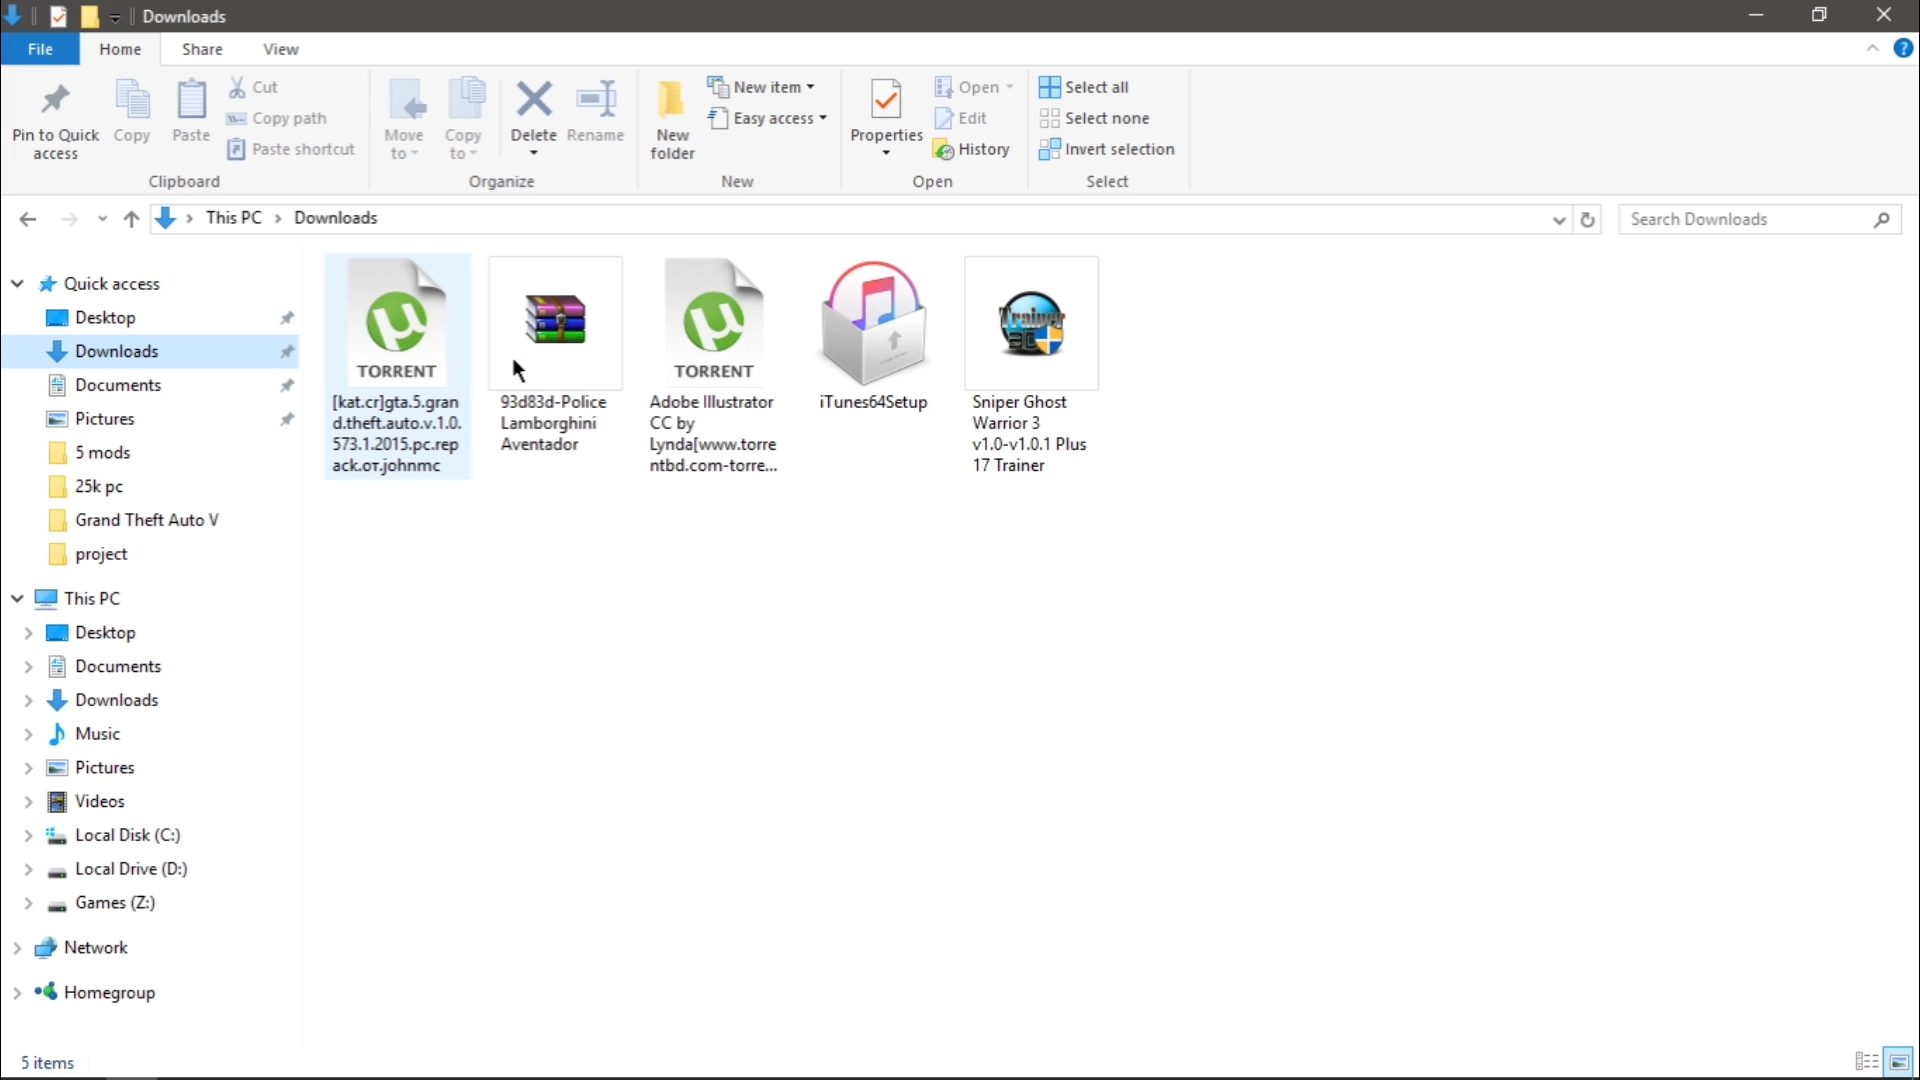 Downloads
File Home Share View
Pin to Quick access
Copy
Paste
Cut
Copy path
Paste shortcut
Clipboard
Move to
Copy to
Delete
Rename
Organize
New folder
New item
Easy access
New
Properties
Open
Edit
History
Open
Select all
Select none
Invert selection
Select
This PC > Downloads
Search Downloads
Quick access
Desktop
Downloads
Documents
Pictures
5 mods
25k pc
Grand Theft Auto V
project
This PC
Desktop
Documents
Downloads
Music
Pictures
Videos
Local Disk (C:)
Local Drive (D:)
Games (Z:)
Network
Homegroup
TORRENT
[kat.cr]gta.5.gran
d.theft.auto.v.1.0.
573.1.2015.pc.rep
ack.от.johnmc
93d83d-Police
Lamborghini
Aventador
TORRENT
Adobe Illustrator
CC by
Lynda[www.torre
ntbd.com-torre...
iTunes64Setup
Trainer
Sniper Ghost
Warrior 3
v1.0-v1.0.1 Plus
17 Trainer
5 items